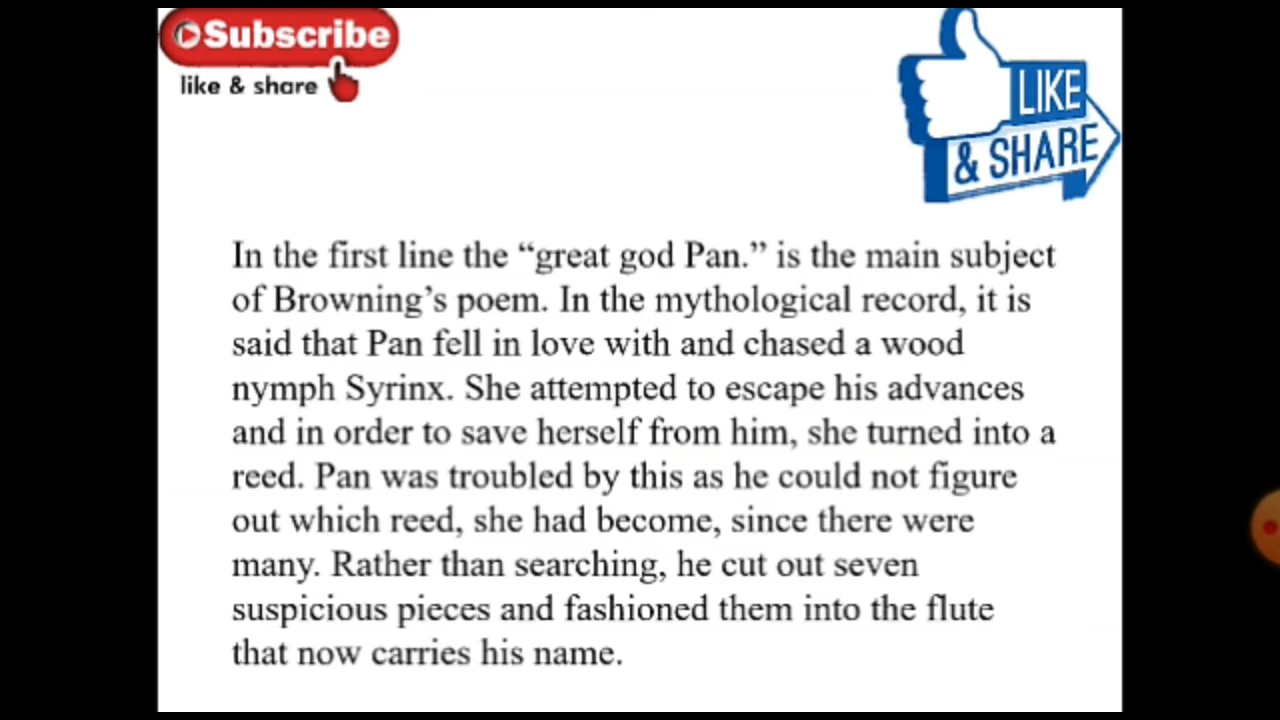 Subscribe
like & share
LIKE
& SHARE
In the first line the “great god Pan.” is the main subject
of Browning’s poem. In the mythological record, it is
said that Pan fell in love with and chased a wood
nymph Syrinx. She attempted to escape his advances
and in order to save herself from him, she turned into a
reed. Pan was troubled by this as he could not figure
out which reed, she had become, since there were
many. Rather than searching, he cut out seven
suspicious pieces and fashioned them into the flute
that now carries his name.